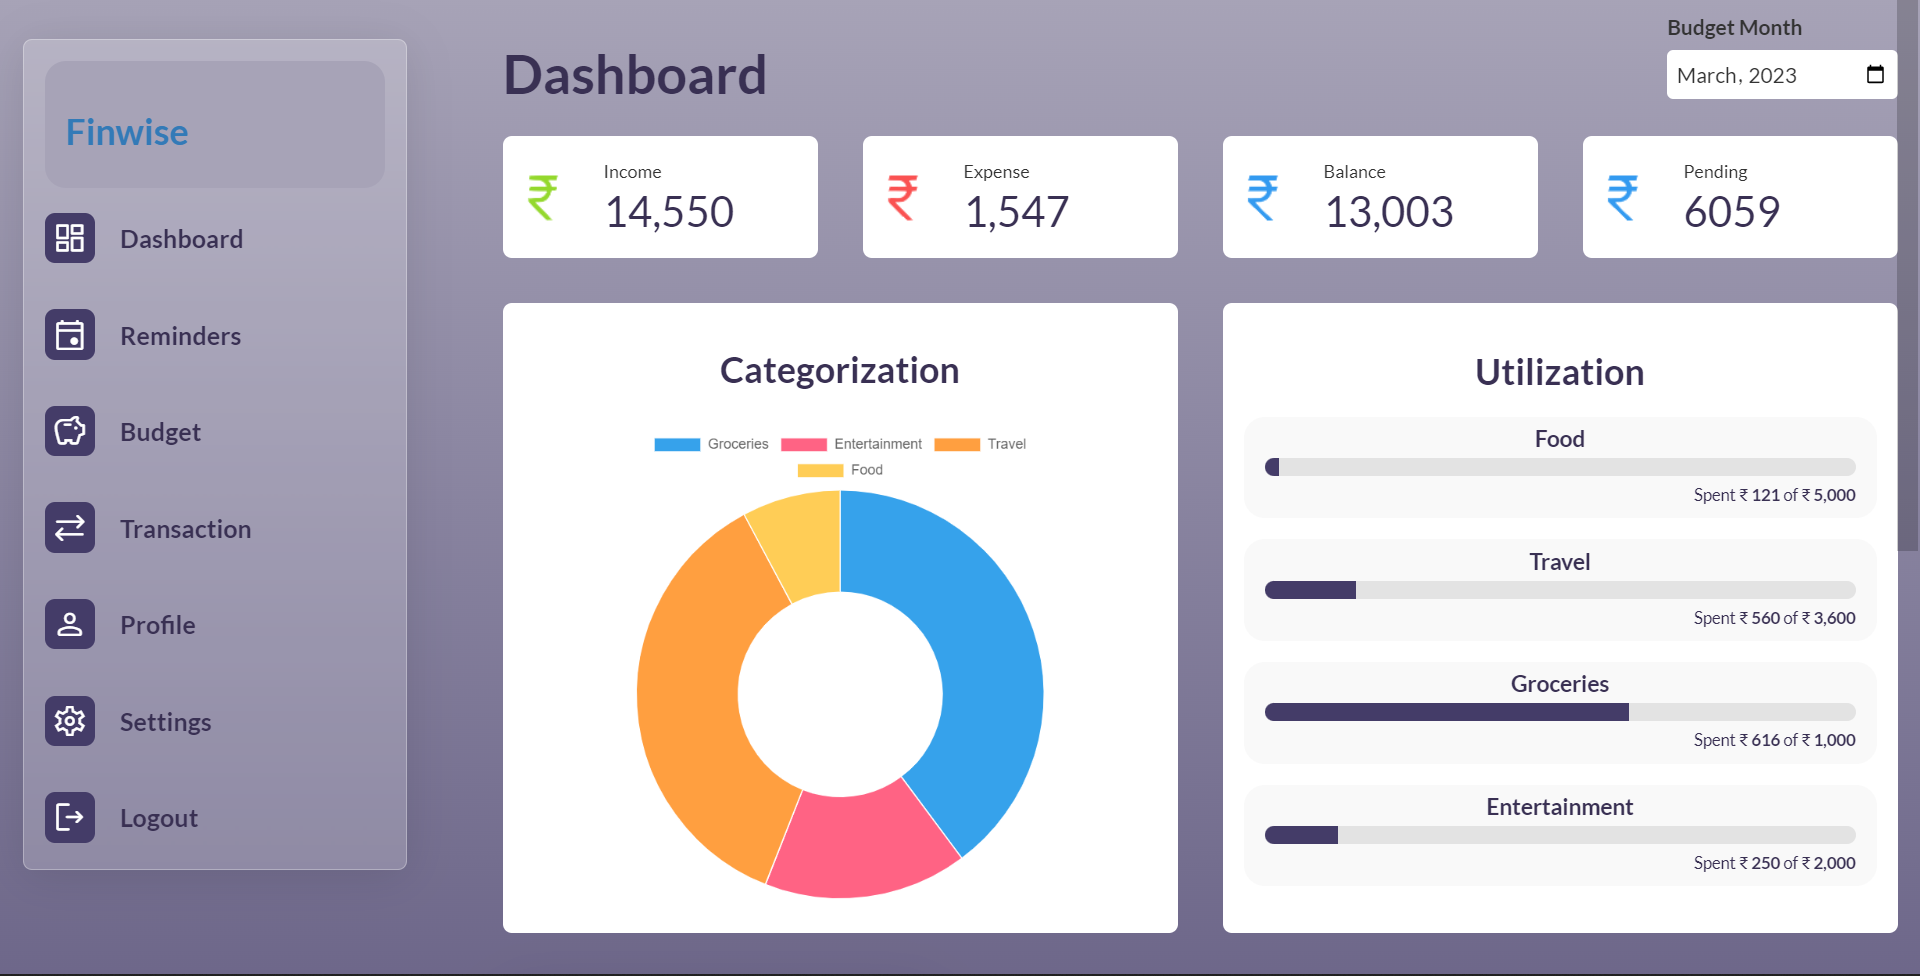 Finwise
Dashboard
Reminders
Budget
Transaction
Profile
Settings
Logout
Dashboard
Budget Month
March, 2023
₹ Income
14,550
₹ Expense
1,547
₹ Balance
13,003
₹ Pending
6059
Categorization
Groceries Entertainment Travel
Food
Utilization
Food
Spent ₹ 121 of ₹ 5,000
Travel
Spent ₹ 560 of ₹ 3,600
Groceries
Spent ₹ 616 of ₹ 1,000
Entertainment
Spent ₹ 250 of ₹ 2,000